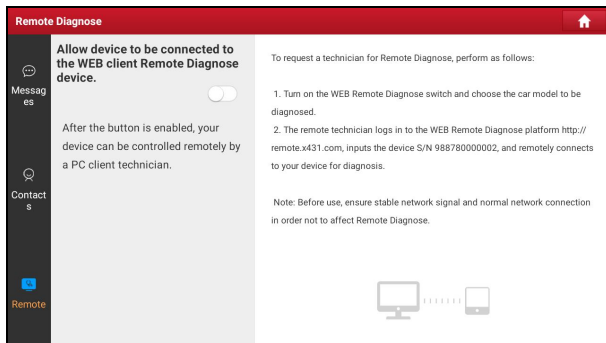 Remote Diagnose
Messag
es
Contact
s
Remote
Allow device to be connected to
the WEB client Remote Diagnose
device.
After the button is enabled, your
device can be controlled remotely by
a PC client technician.
To request a technician for Remote Diagnose, perform as follows:
1. Turn on the WEB Remote Diagnose switch and choose the car model to be
diagnosed.
2. The remote technician logs in to the WEB Remote Diagnose platform http://
remote.x431.com, inputs the device S/N 988780000002, and remotely connects
to your device for diagnosis.
Note: Before use, ensure stable network signal and normal network connection
in order not to affect Remote Diagnose.